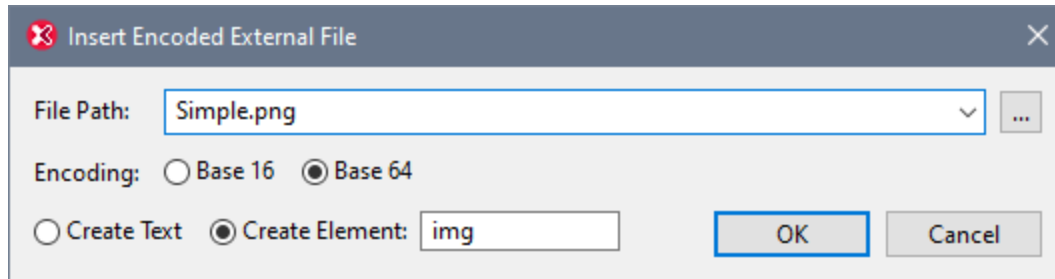 Insert Encoded External File
File Path: Simple.png ...
Encoding: Base 16 Base 64
Create Text Create Element: img OK Cancel